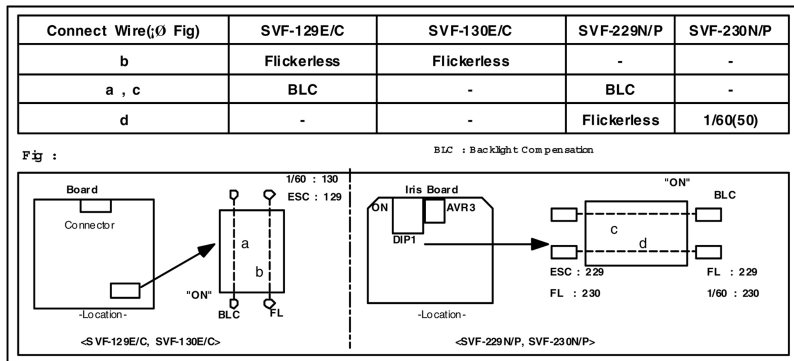 Connect Wire(¡Ø Fig) SVF-129E/C SVF-130E/C SVF-229N/P SVF-230N/P
b Flickerless Flickerless - -
a , c BLC - BLC -
d - - Flickerless 1/60(50)
Fig :
BLC : Backlight Compensation
Board
Connector
-Location-
1/60 : 130
ESC : 129
a
b
"ON"
BLC
FL
<SVF-129E/C, SVF-130E/C>
Iris Board
ON
AVR3
DIP1
-Location-
"ON"
BLC
c
d
ESC : 229
FL : 229
FL : 230
1/60 : 230
<SVF-229N/P, SVF-230N/P>